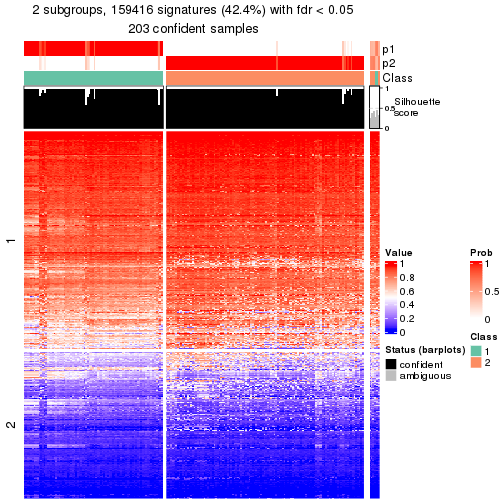 2 subgroups, 159416 signatures (42.4%) with fdr < 0.05
203 confident samples
p1
p2
Class
1
0.5
0
Silhouette
score
1
2
Value
1
0.8
0.6
0.4
0.2
0
Prob
1
0.5
0
Status (barplots)
confident
ambiguous
Class
1
2